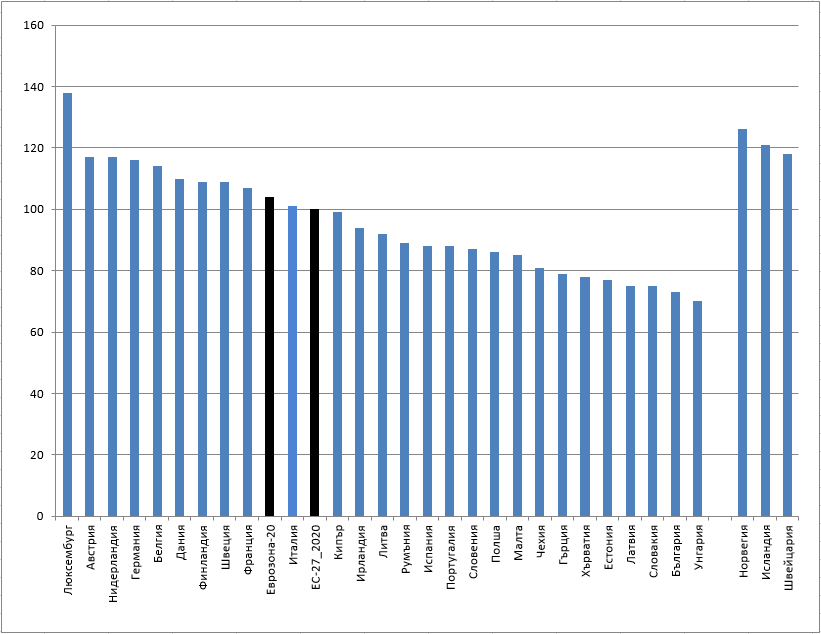 160
140
120
100
80
60
40
20
0
Люксембург
Австрия
Нидерландия
Германия
Белгия
Дания
Финландия
Швеция
Франция
Еврозона-20
Италия
ЕС-27_2020
Кипър
Ирландия
Литва
Румъния
Испания
Португалия
Словения
Полша
Малта
Чехия
Гърция
Хърватия
Естония
Латвия
Словакия
България
Унгария
Норвегия
Исландия
Швейцария